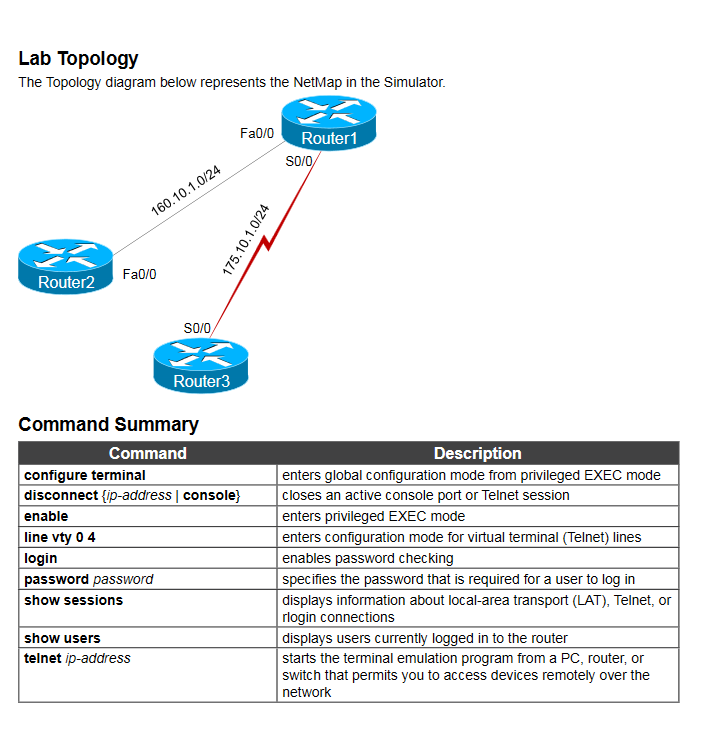 Lab Topology
The Topology diagram below represents the NetMap in the Simulator.
Fa0/0
Router1
S0/0
160.10.1.0/24
175.10.1.0/24
Router2
Fa0/0
S0/0
Router3
Command Summary
Command Description
configure terminal enters global configuration mode from privileged EXEC mode
disconnect {ip-address | console} closes an active console port or Telnet session
enable enters privileged EXEC mode
line vty 0 4 enters configuration mode for virtual terminal (Telnet) lines
login enables password checking
password password specifies the password that is required for a user to log in
show sessions displays information about local-area transport (LAT), Telnet, or
rlogin connections
show users displays users currently logged in to the router
telnet ip-address starts the terminal emulation program from a PC, router, or
switch that permits you to access devices remotely over the
network